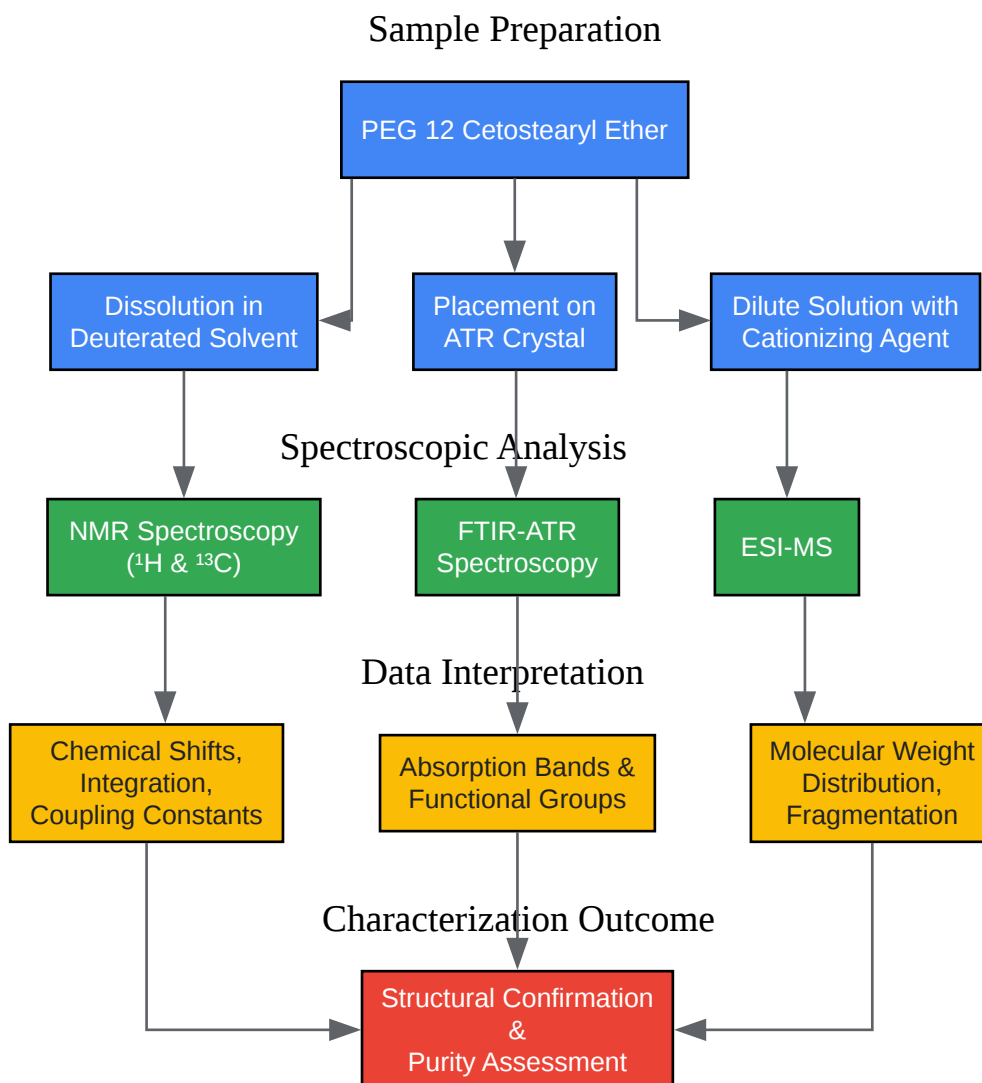 Sample Preparation
PEG 12 Cetostearyl Ether
Dissolution in
Deuterated Solvent
Placement on
ATR Crystal
Dilute Solution with
Cationizing Agent
Spectroscopic Analysis
NMR Spectroscopy
(¹H & ¹³C)
FTIR-ATR
Spectroscopy
ESI-MS
Data Interpretation
Chemical Shifts,
Integration,
Coupling Constants
Absorption Bands &
Functional Groups
Molecular Weight
Distribution,
Fragmentation
Characterization Outcome
Structural Confirmation
&
Purity Assessment